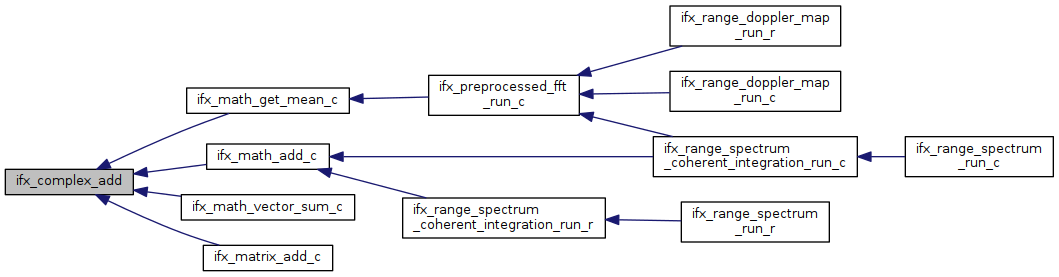 ifx_range_doppler_map
_run_r
ifx_range_doppler_map
_run_c
ifx_preprocessed_fft
_run_c
ifx_math_get_mean_c
ifx_math_add_c
ifx_range_spectrum
_coherent_integration_run_c
ifx_range_spectrum
_run_c
ifx_complex_add
ifx_math_vector_sum_c
ifx_range_spectrum
_coherent_integration_run_r
ifx_range_spectrum
_run_r
ifx_matrix_add_c